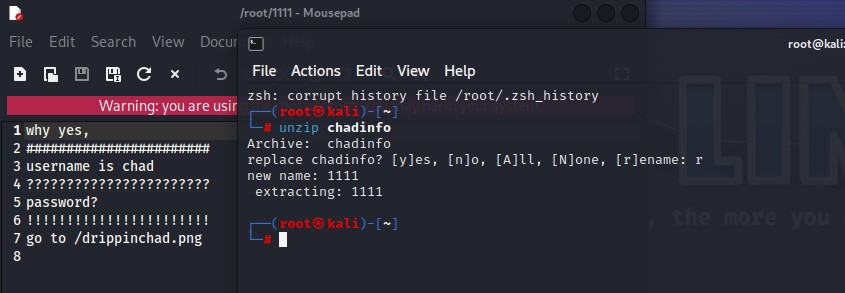 /root/1111 - Mousepad
File Edit Search View
Warning: you are
1 why yes,
2 #######################
3 username is chad
4 ???????????????????????
5 password?
6 !!!!!!!!!!!!!!!!!!!!!!!
7 go to /drippinchad.png
8
root@kali:
File Actions Edit View Help
zsh: corrupt history file /root/.zsh_history
┌──(root㉿kali)-[~]
└─# unzip chadinfo
Archive:  chadinfo
replace chadinfo? [y]es, [n]o, [A]ll, [N]one, [r]ename: r
new name: 1111
 extracting: 1111
┌──(root㉿kali)-[~]
└─#
, the more you